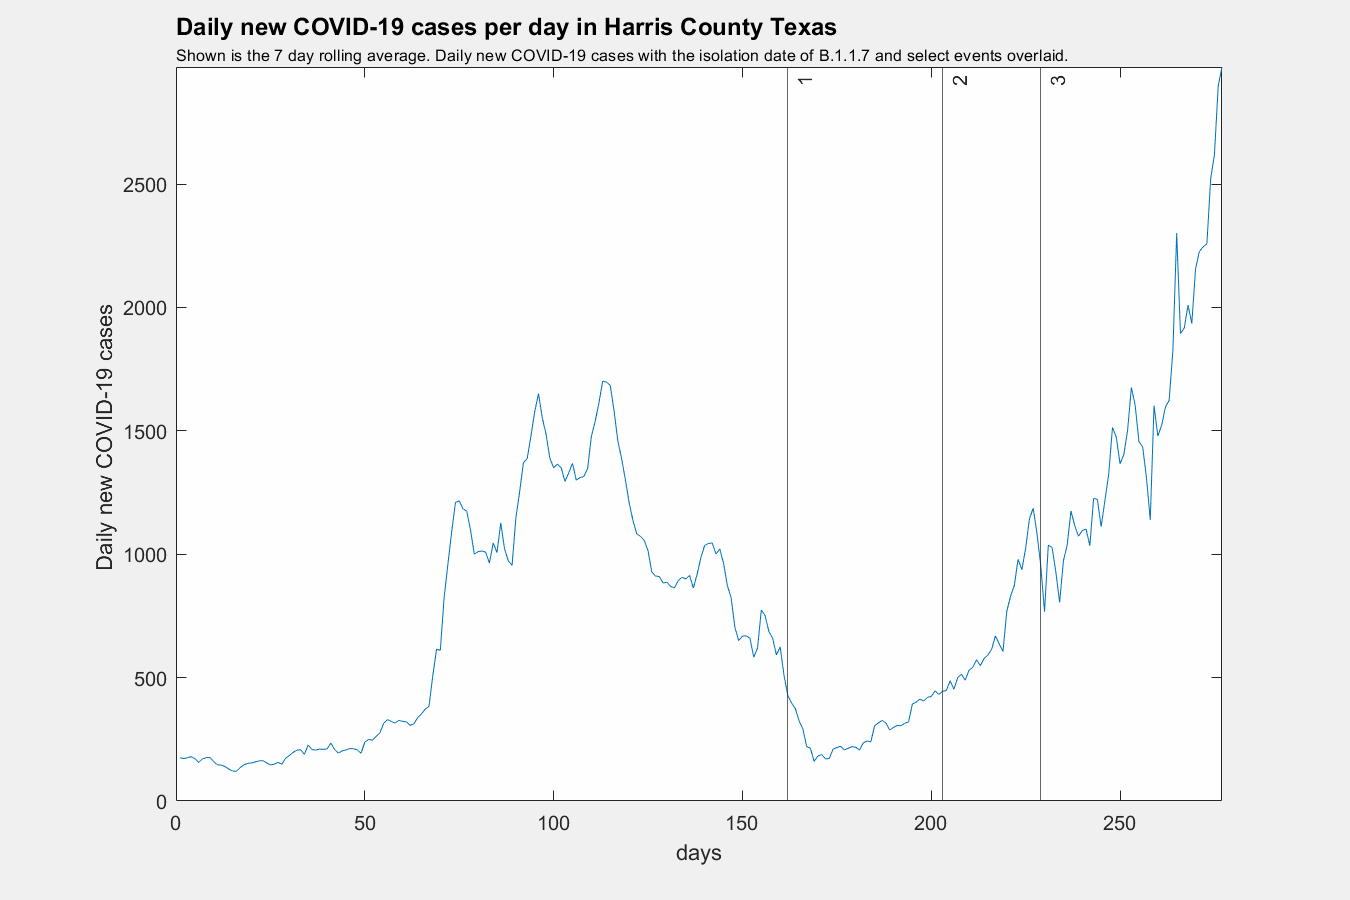 Daily new COVID-19 cases per day in Harris County Texas
Shown is the 7 day rolling average. Daily new COVID-19 cases with the isolation date of B.1.1.7 and select events overlaid.
1
2
3
2500
2000
1500
1000
500
0
Daily new COVID-19 cases
0 50 100 150 200 250
days